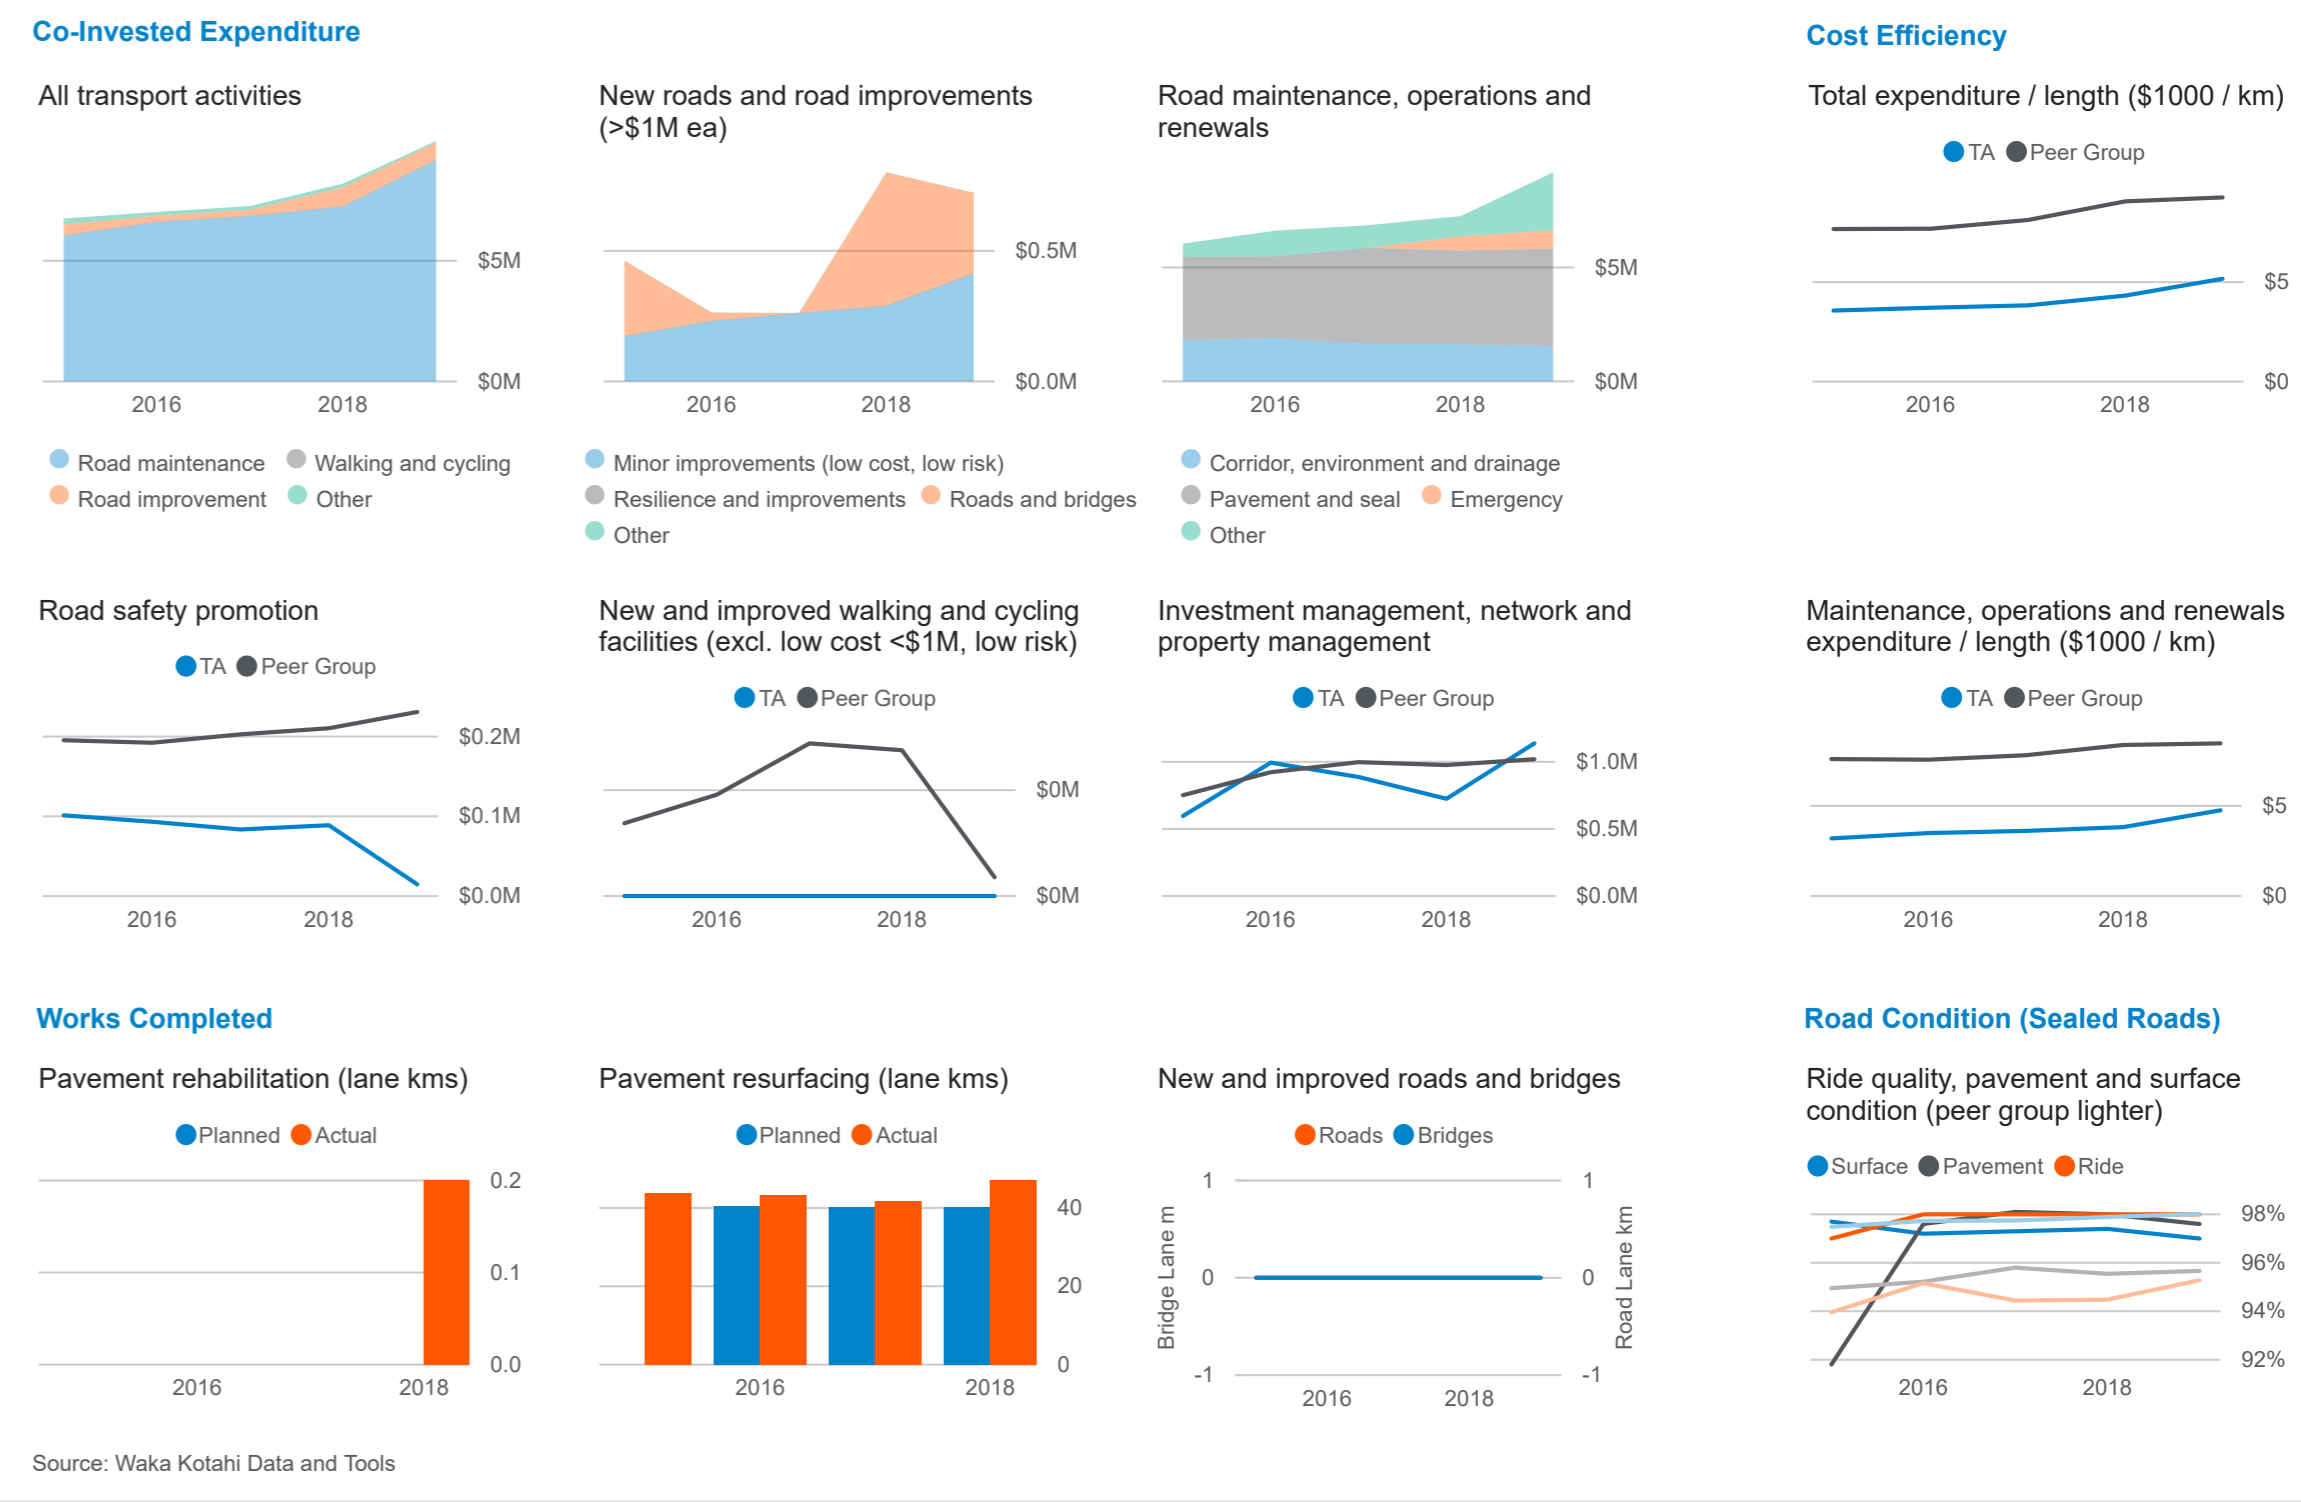 Co-Invested Expenditure
Cost Efficiency
All transport activities
$5M
$0M
2016 2018
Road maintenance Walking and cycling
Road improvement Other
New roads and road improvements
(>$1M ea)
$0.5M
$0.0M
2016 2018
Minor improvements (low cost, low risk)
Resilience and improvements Roads and bridges
Other
Road maintenance, operations and
renewals
$5M
$0M
2016 2018
Corridor, environment and drainage
Pavement and seal Emergency
Other
Total expenditure / length ($1000 / km)
TA Peer Group
$5
$0
2016 2018
Road safety promotion
TA Peer Group
$0.2M
$0.1M
$0.0M
2016 2018
New and improved walking and cycling
facilities (excl. low cost <$1M, low risk)
TA Peer Group
$0M
$0M
2016 2018
Investment management, network and
property management
TA Peer Group
$1.0M
$0.5M
$0.0M
2016 2018
Maintenance, operations and renewals
expenditure / length ($1000 / km)
TA Peer Group
$5
$0
2016 2018
Works Completed
Road Condition (Sealed Roads)
Pavement rehabilitation (lane kms)
Planned Actual
0.2
0.1
0.0
2016 2018
Pavement resurfacing (lane kms)
Planned Actual
40
20
0
2016 2018
New and improved roads and bridges
Roads Bridges
Bridge Lane m
1 1
0 0
-1 -1
Road Lane km
2016 2018
Ride quality, pavement and surface
condition (peer group lighter)
Surface Pavement Ride
98%
96%
94%
92%
2016 2018
Source: Waka Kotahi Data and Tools